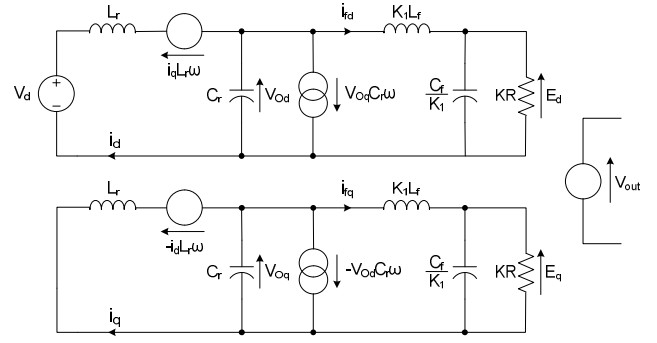 Lr
ifd
K1Lf
+
−
Vd
iqLrω
Cr
VOd
VOqCrω
Cf
K1
KR
Ed
id
Lr
ifq
K1Lf
-idLrω
Cr
VOq
-VOdCrω
Cf
K1
KR
Eq
iq
Vout